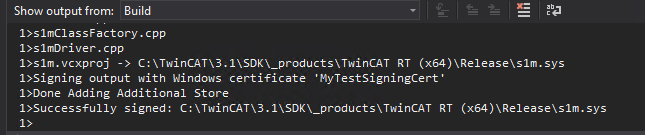 Show output from: Build
1>s1mClassFactory.cpp
1>s1mDriver.cpp
1>s1m.vcxproj -> C:\TwinCAT\3.1\SDK\_products\TwinCAT RT (x64)\Release\s1m.sys
1>Signing output with Windows certificate 'MyTestSigningCert'
1>Done Adding Additional Store
1>Successfully signed: C:\TwinCAT\3.1\SDK\_products\TwinCAT RT (x64)\Release\s1m.sys
1>